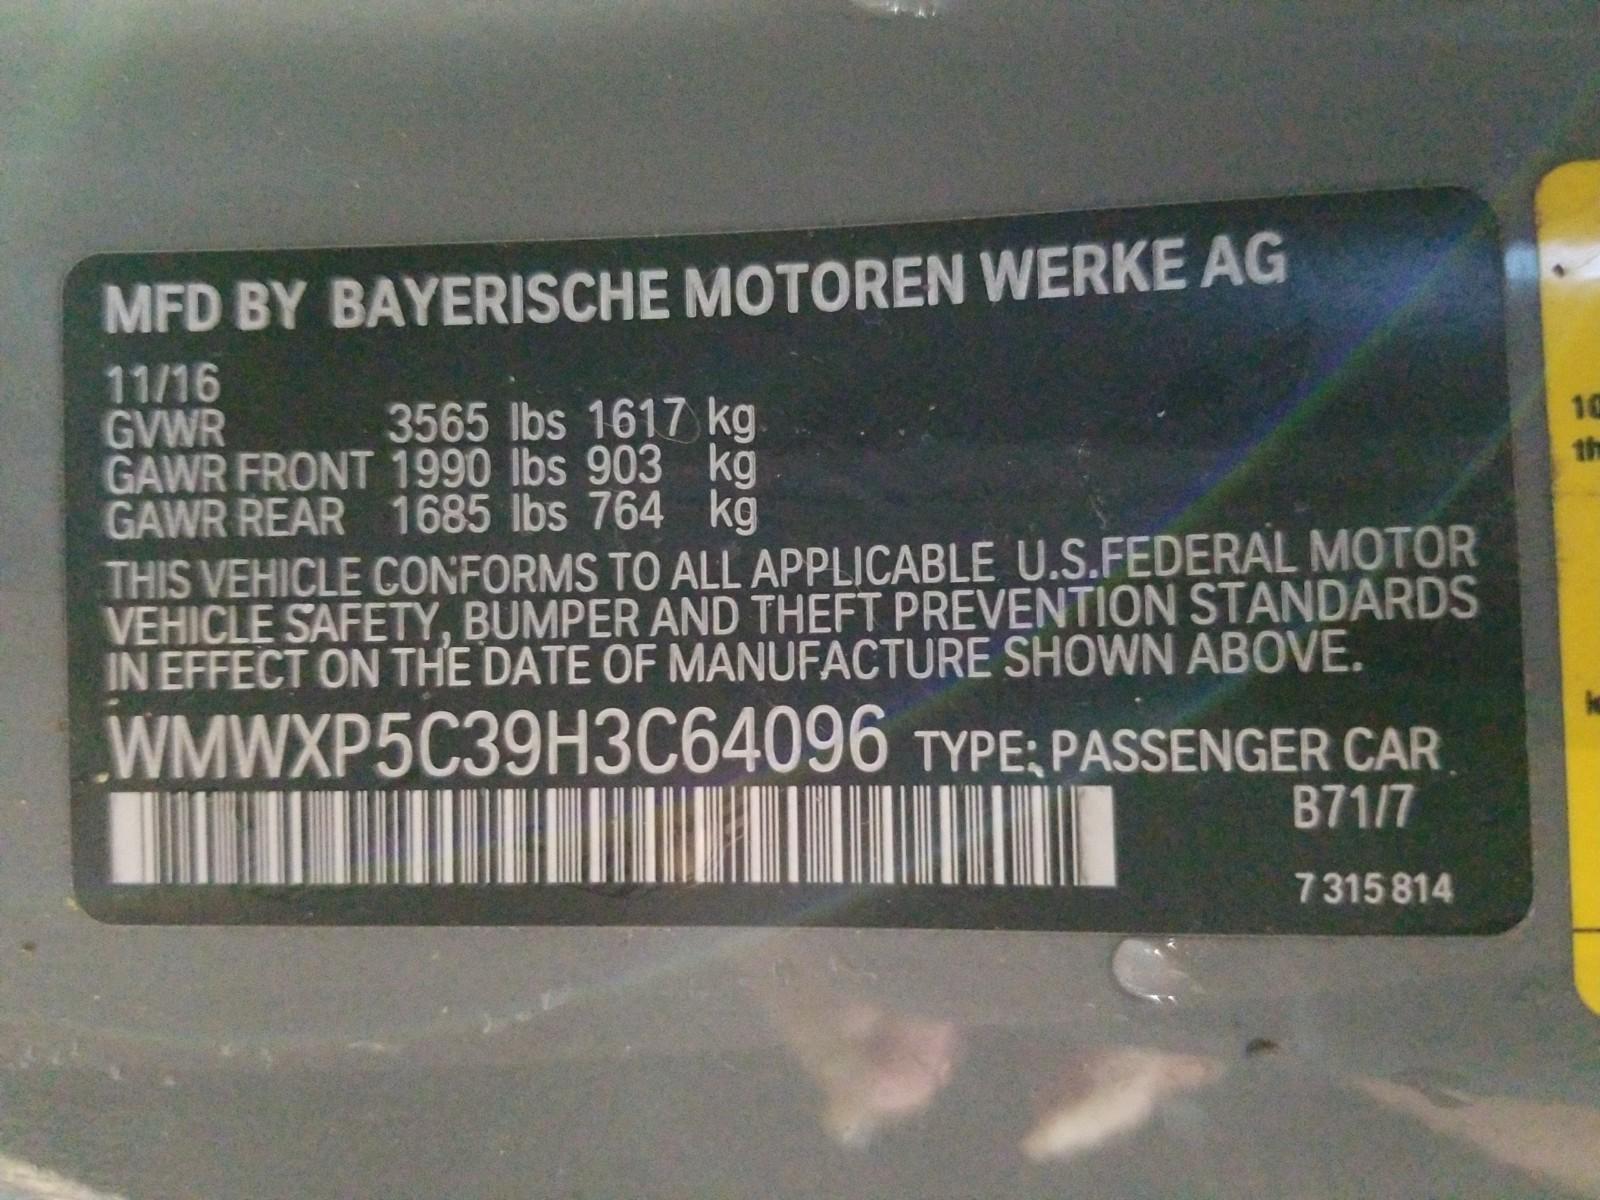 MFD BY BAYERISCHE MOTOREN WERKE AG
11/16
GVWR 3565 lbs 1617 kg
GAWR FRONT 1990 lbs 903 kg
GAWR REAR 1685 lbs 764 kg
THIS VEHICLE CONFORMS TO ALL APPLICABLE U.S.FEDERAL MOTOR
VEHICLE SAFETY, BUMPER AND THEFT PREVENTION STANDARDS
IN EFFECT ON THE DATE OF MANUFACTURE SHOWN ABOVE.
WMWXP5C39H3C64096 TYPE: PASSENGER CAR
B71/7
7 315 814
10
th